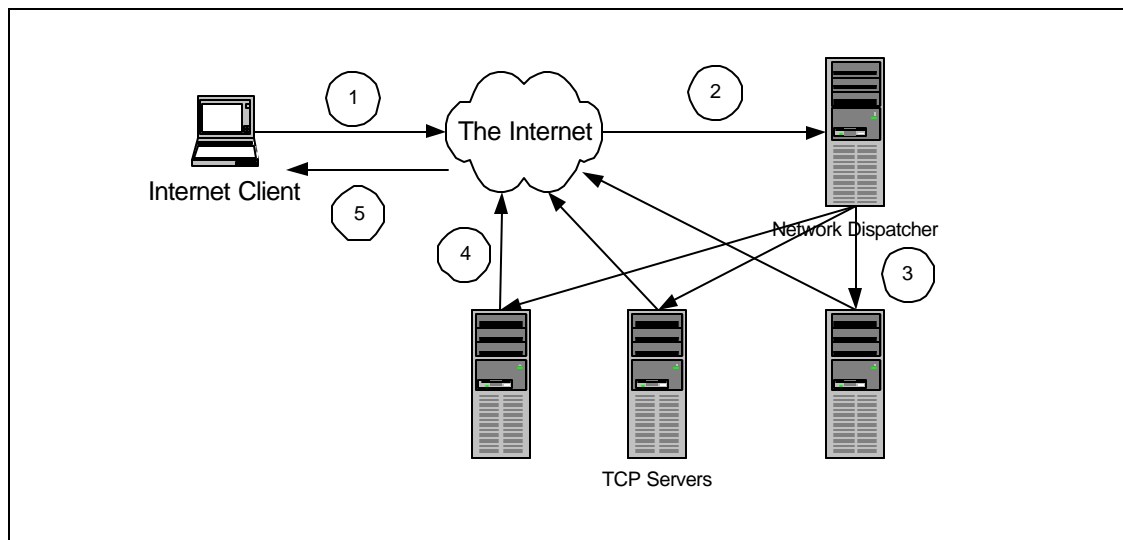 1
2
The Internet
Internet Client
5
Network Dispatcher
4
3
TCP Servers